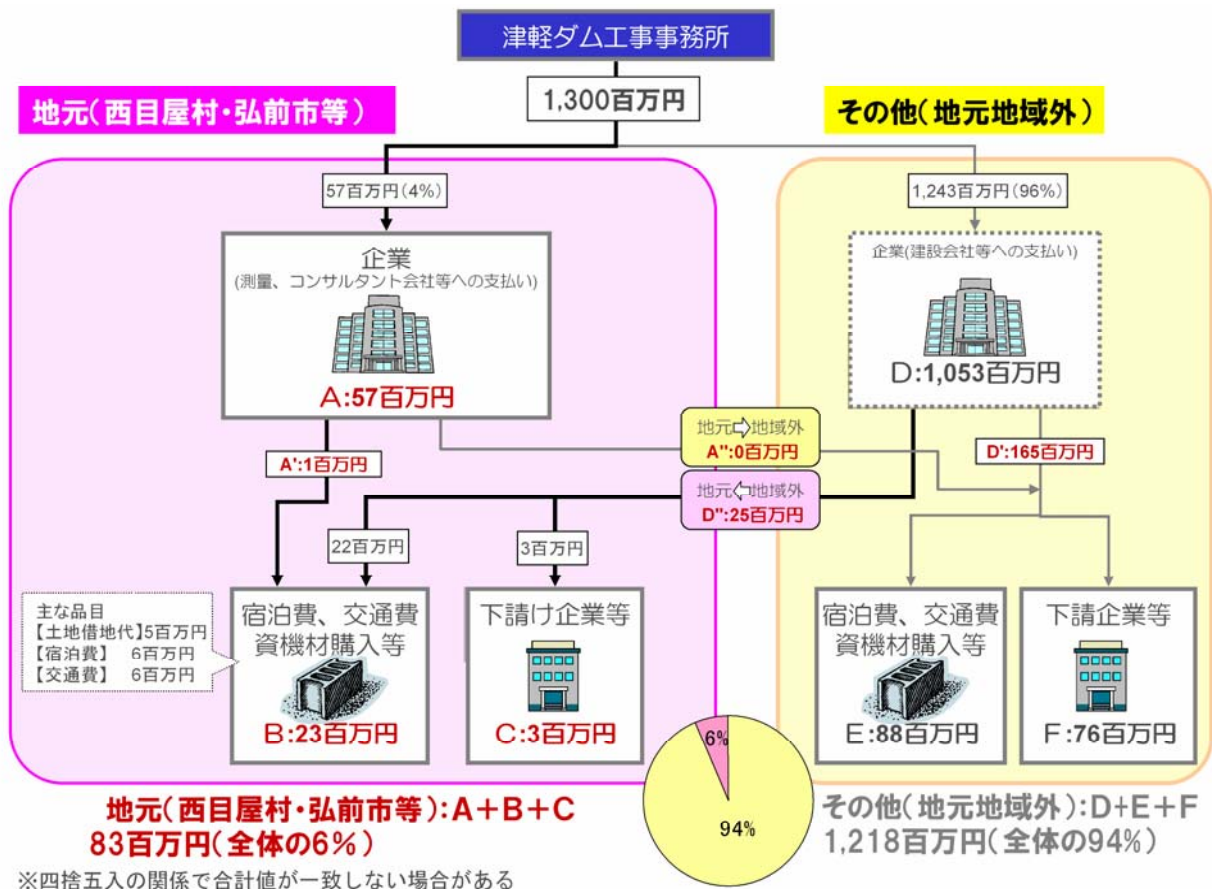 津軽ダム工事事務所
1,300百万円
地元(西目屋村・弘前市等)
その他(地元地域外)
57百万円(4%)
1,243百万円(96%)
企業
(測量、コンサルタント会社等への支払い)
A:57百万円
企業(建設会社等への支払い)
D:1,053百万円
地元⇨地域外
A":0百万円
A':1百万円
D':165百万円
地元⇦地域外
D":25百万円
22百万円
3百万円
主な品目
【土地借地代】5百万円
【宿泊費】 6百万円
【交通費】 6百万円
宿泊費、交通費
資機材購入等
B:23百万円
下請け企業等
C:3百万円
宿泊費、交通費
資機材購入等
E:88百万円
下請企業等
F:76百万円
6%
94%
地元(西目屋村・弘前市等):A+B+C
83百万円(全体の6%)
その他(地元地域外):D+E+F
1,218百万円(全体の94%)
※四捨五入の関係で合計値が一致しない場合がある